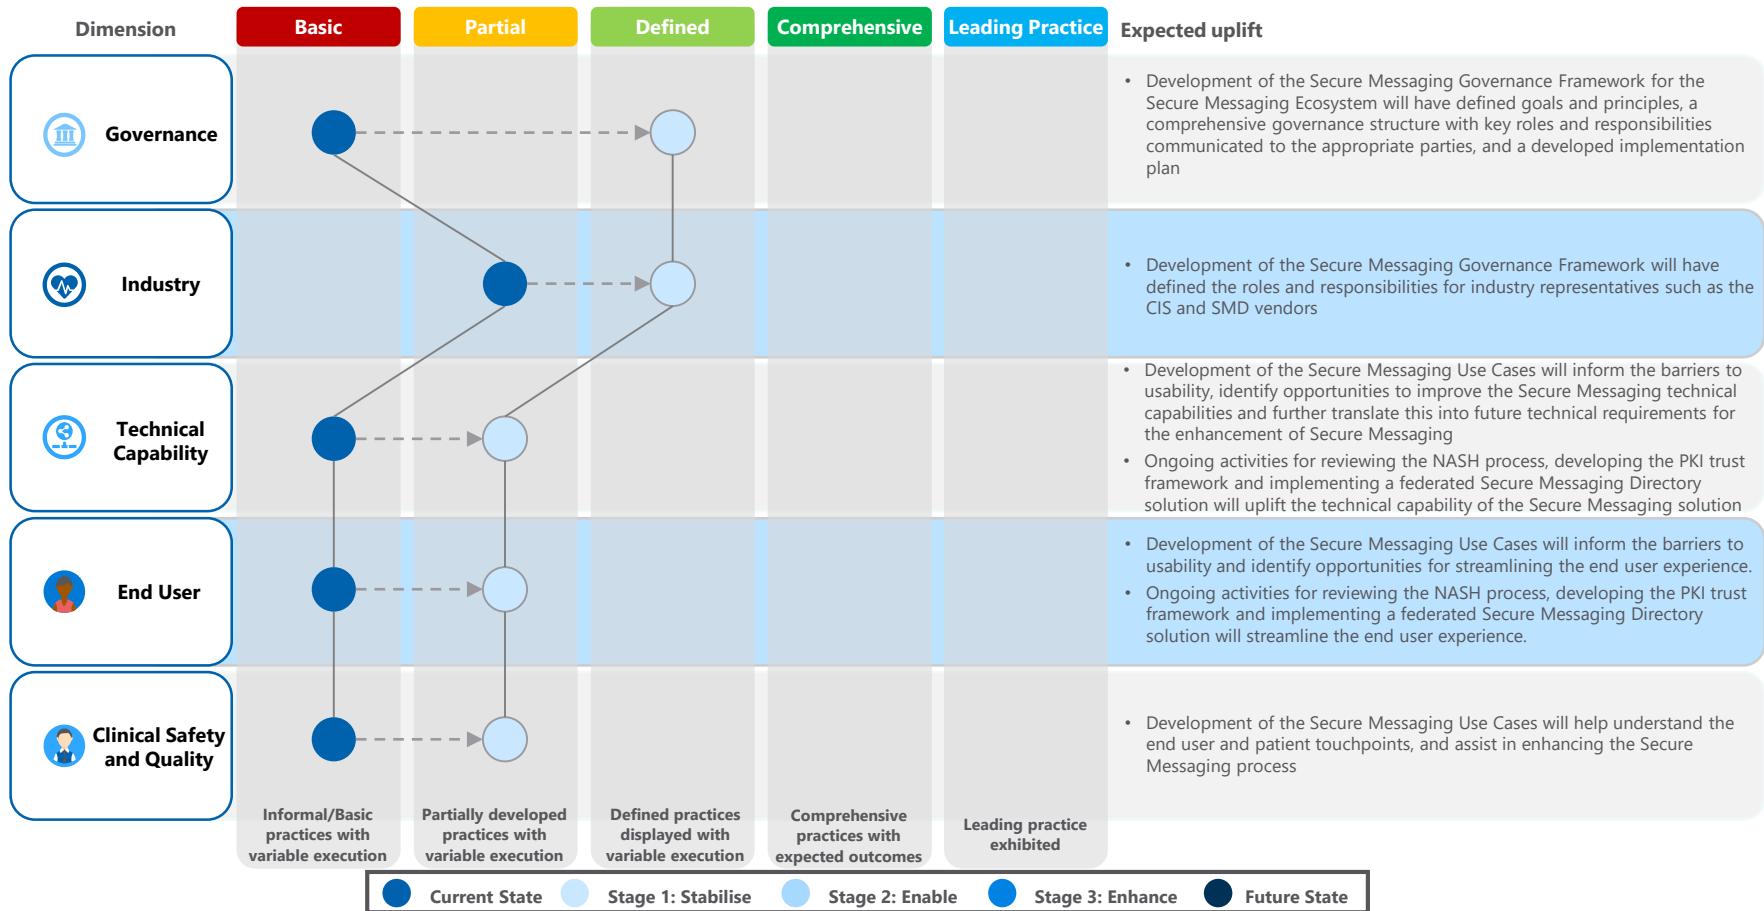 Dimension
Basic
Partial
Defined
Comprehensive
Leading Practice
Expected uplift
Governance
• Development of the Secure Messaging Governance Framework for the
Secure Messaging Ecosystem will have defined goals and principles, a
comprehensive governance structure with key roles and responsibilities
communicated to the appropriate parties, and a developed implementation
plan
Industry
• Development of the Secure Messaging Governance Framework will have
defined the roles and responsibilities for industry representatives such as the
CIS and SMD vendors
Technical
Capability
• Development of the Secure Messaging Use Cases will inform the barriers to
usability, identify opportunities to improve the Secure Messaging technical
capabilities and further translate this into future technical requirements for
the enhancement of Secure Messaging
• Ongoing activities for reviewing the NASH process, developing the PKI trust
framework and implementing a federated Secure Messaging Directory
solution will uplift the technical capability of the Secure Messaging solution
End User
• Development of the Secure Messaging Use Cases will inform the barriers to
usability and identify opportunities for streamlining the end user experience.
• Ongoing activities for reviewing the NASH process, developing the PKI trust
framework and implementing a federated Secure Messaging Directory
solution will streamline the end user experience.
Clinical Safety
and Quality
• Development of the Secure Messaging Use Cases will help understand the
end user and patient touchpoints, and assist in enhancing the Secure
Messaging process
Informal/Basic
practices with
variable execution
Partially developed
practices with
variable execution
Defined practices
displayed with
variable execution
Comprehensive
practices with
expected outcomes
Leading practice
exhibited
Current State
Stage 1: Stabilise
Stage 2: Enable
Stage 3: Enhance
Future State